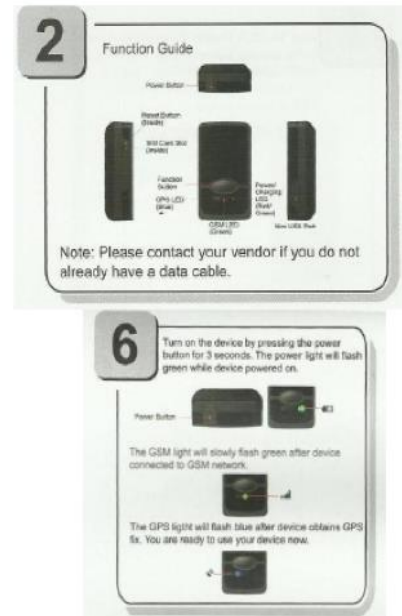 2
Function Guide
Power Button
Reset Button
(Inside)
SIM Card Slot
(Inside)
Function
Button
GPS LED
(Blue)
Power/
Charging
LED
(Red/
Green)
GSM LED
(Green)
Mini USB Port
Note: Please contact your vendor if you do not
already have a data cable.
6
Turn on the device by pressing the power
button for 3 seconds. The power light will flash
green while device powered on.
Power Button
The GSM light will slowly flash green after device
connected to GSM network.
The GPS light will flash blue after device obtains GPS
fix. You are ready to use your device now.